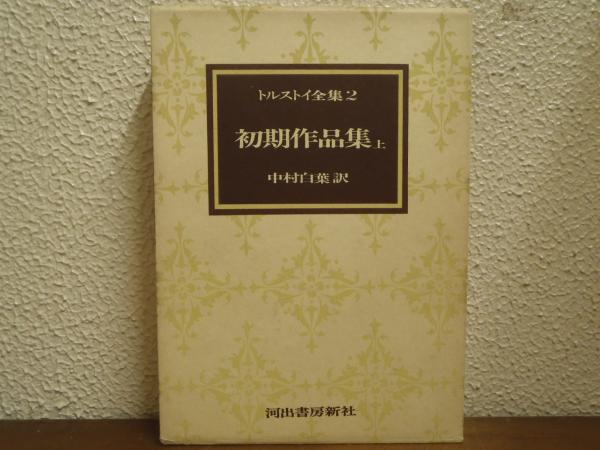 トルストイ全集2
初期作品集上
中村白葉訳
河出書房新社